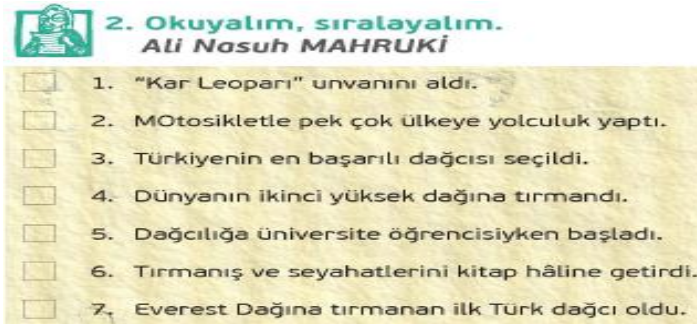 2. Okuyalım, sıralayalım.
Ali Nasuh MAHRUKİ
1. “Kar Leoparı” unvanını aldı.
2. MOtosikletle pek çok ülkeye yolculuk yaptı.
3. Türkiyenin en başarılı dağcısı seçildi.
4. Dünyanın ikinci yüksek dağına tırmandı.
5. Dağcılığa üniversite öğrencisiyken başladı.
6. Tırmanış ve seyahatlerini kitap hâline getirdi.
7. Everest Dağına tırmanan ilk Türk dağcı oldu.